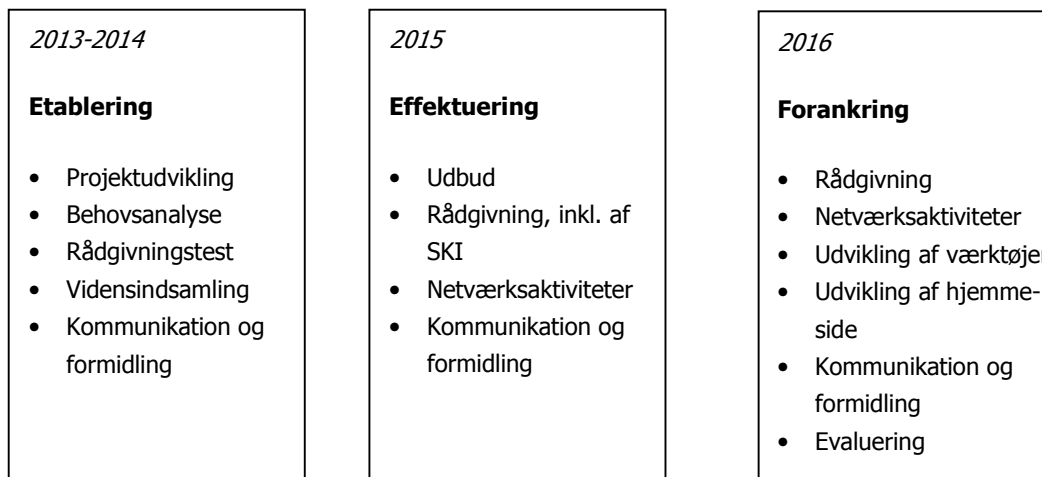 2013-2014
Etablering
• Projektudvikling
• Behovsanalyse
• Rådgivningstest
• Vidensindsamling
• Kommunikation og
formidling
2015
Effektuering
• Udbud
• Rådgivning, inkl. af
SKI
• Netværksaktiviteter
• Kommunikation og
formidling
2016
Forankring
• Rådgivning
• Netværksaktiviteter
• Udvikling af værktøjer
• Udvikling af hjemme-
side
• Kommunikation og
formidling
• Evaluering